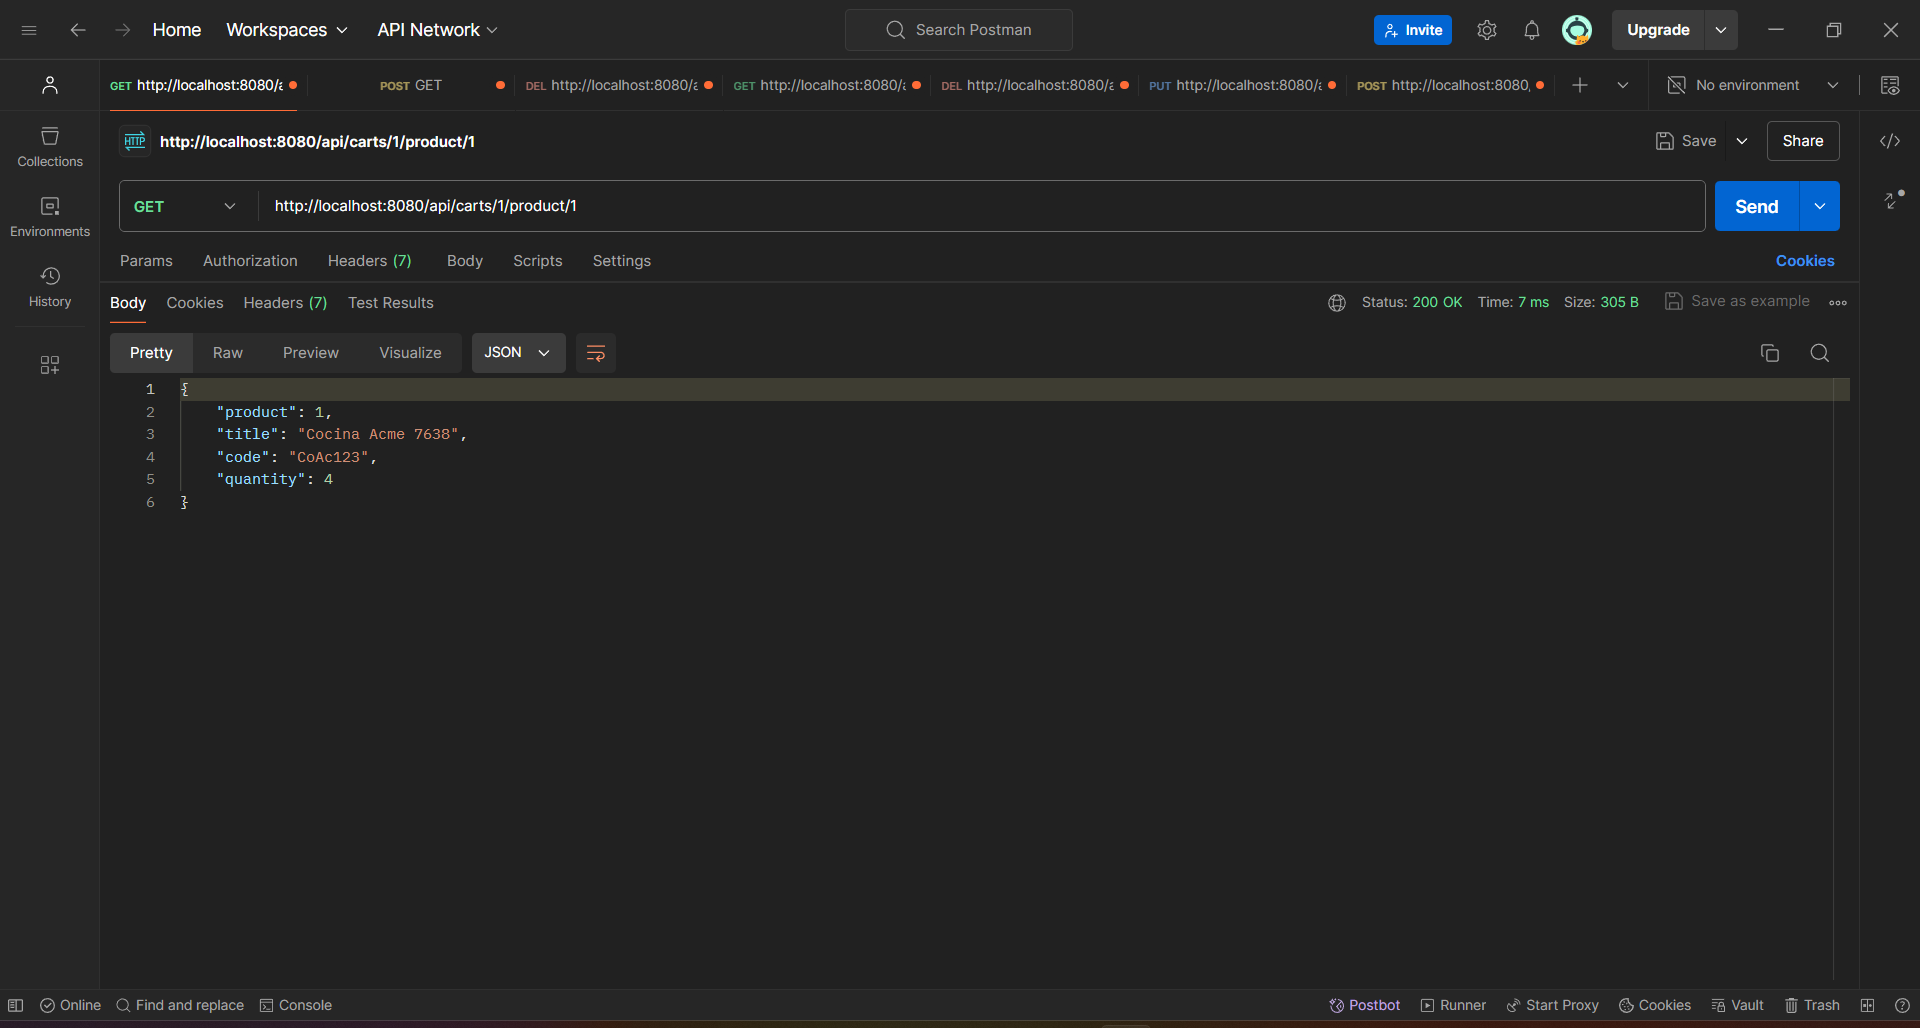 Home Workspaces API Network Search Postman Invite Upgrade
GET http://localhost:8080/a POST GET DEL http://localhost:8080/a GET http://localhost:8080/a DEL http://localhost:8080/a PUT http://localhost:8080/a POST http://localhost:8080, No environment
HTTP http://localhost:8080/api/carts/1/product/1 Save Share
Collections
GET http://localhost:8080/api/carts/1/product/1 Send
Environments
Params Authorization Headers (7) Body Scripts Settings Cookies
History
Body Cookies Headers (7) Test Results Status: 200 OK Time: 7 ms Size: 305 B Save as example
Pretty Raw Preview Visualize JSON
1 {
2 "product": 1,
3 "title": "Cocina Acme 7638",
4 "code": "CoAc123",
5 "quantity": 4
6 }
Online Find and replace Console Postbot Runner Start Proxy Cookies Vault Trash